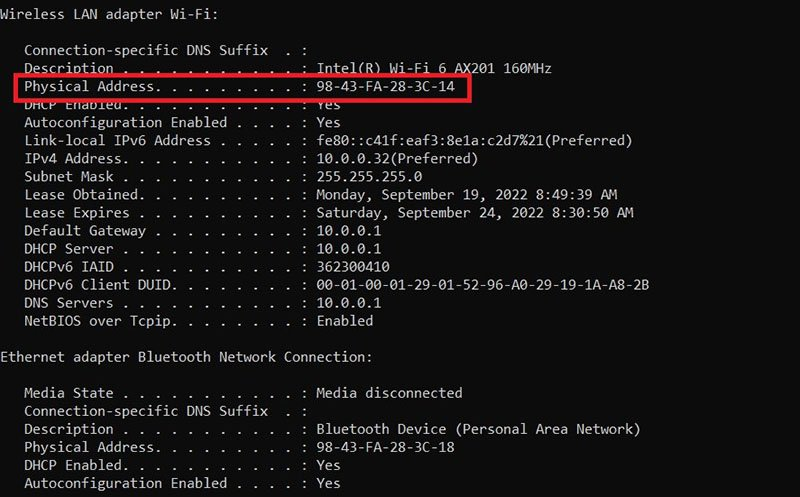 Wireless LAN adapter Wi-Fi:
Connection-specific DNS Suffix  . :
Description . . . . . . . . . . . : Intel(R) Wi-Fi 6 AX201 160MHz
Physical Address. . . . . . . . . : 98-43-FA-28-3C-14
DHCP Enabled. . . . . . . . . . . : Yes
Autoconfiguration Enabled . . . . : Yes
Link-local IPv6 Address . . . . . : fe80::c41f:eaf3:8e1a:c2d7%21(Preferred)
IPv4 Address. . . . . . . . . . . : 10.0.0.32(Preferred)
Subnet Mask . . . . . . . . . . . : 255.255.255.0
Lease Obtained. . . . . . . . . . : Monday, September 19, 2022 8:49:39 AM
Lease Expires . . . . . . . . . . : Saturday, September 24, 2022 8:30:50 AM
Default Gateway . . . . . . . . . : 10.0.0.1
DHCP Server . . . . . . . . . . . : 10.0.0.1
DHCPv6 IAID . . . . . . . . . . . : 362300410
DHCPv6 Client DUID. . . . . . . . : 00-01-00-01-29-01-52-96-A0-29-19-1A-A8-2B
DNS Servers . . . . . . . . . . . : 10.0.0.1
NetBIOS over Tcpip. . . . . . . . : Enabled
Ethernet adapter Bluetooth Network Connection:
Media State . . . . . . . . . . . : Media disconnected
Connection-specific DNS Suffix  . :
Description . . . . . . . . . . . : Bluetooth Device (Personal Area Network)
Physical Address. . . . . . . . . : 98-43-FA-28-3C-18
DHCP Enabled. . . . . . . . . . . : Yes
Autoconfiguration Enabled . . . . : Yes